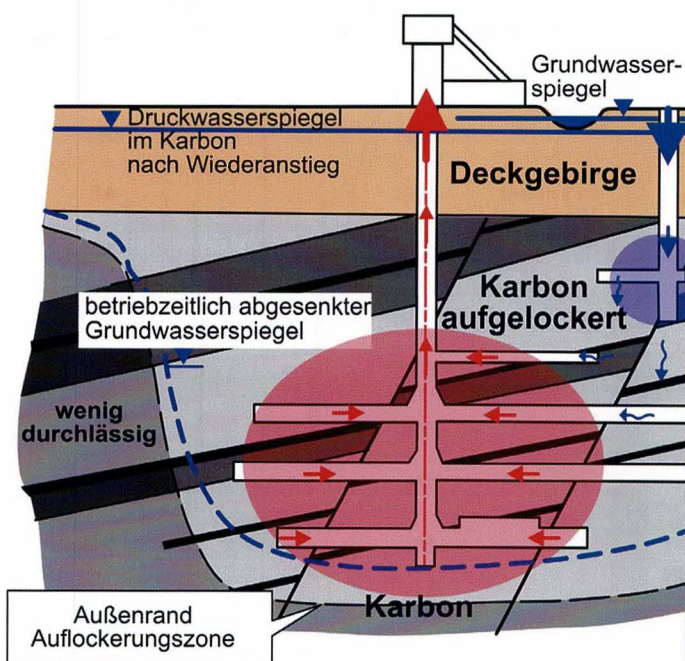 Grundwasser-
spiegel
Druckwasserspiegel
im Karbon
nach Wiederanstieg
Deckgebirge
betriebzeitlich abgesenkter
Grundwasserspiegel
Karbon
aufgelockert
wenig
durchlässig
Karbon
Außenrand
Auflockerungszone